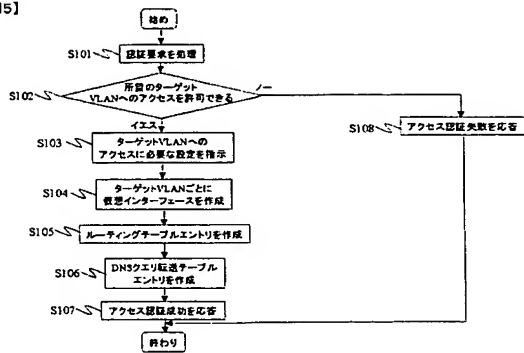 図5】
始め
S101
認証要求を処理
S102
所望のターゲット
VLANへのアクセスを許可できる
ノー
イエス
S103
ターゲットVLANへの
アクセスに必要な設定を指示
S108
アクセス認証失敗を応答
S104
ターゲットVLANごとに
仮想インターフェースを作成
S105
ルーティングテーブルエントリを作成
S106
DNSクエリ転送テーブル
エントリを作成
S107
アクセス認証成功を応答
終わり